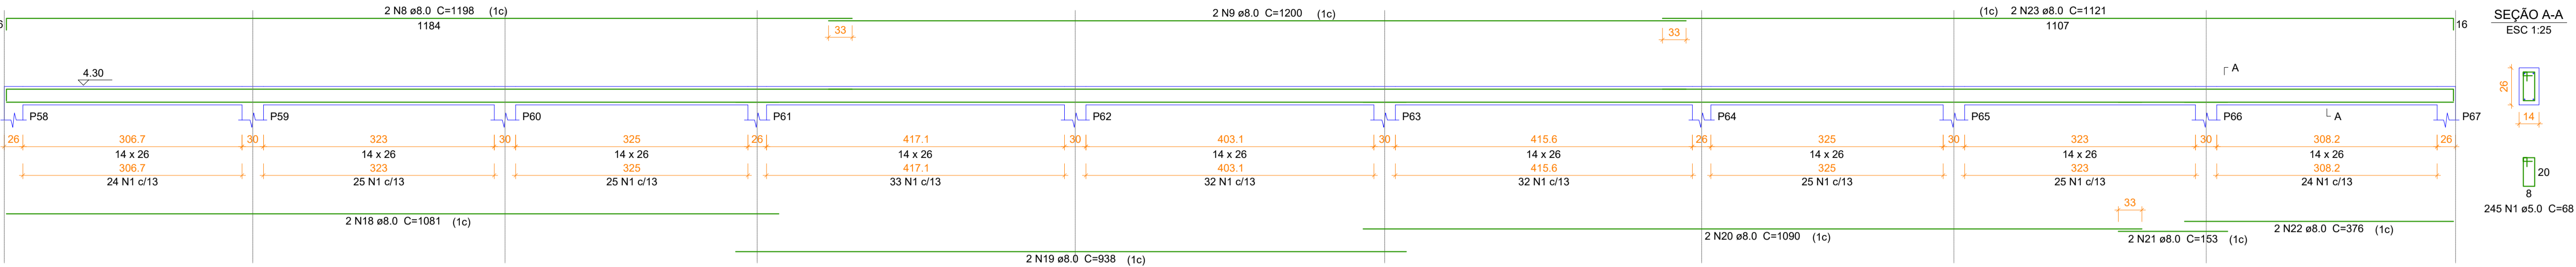 2 N8 ø8.0 C=1198 (1c)
1184
6
33
2 N9 ø8.0 C=1200 (1c)
33
(1c) 2 N23 ø8.0 C=1121
1107
16
SEÇÃO A-A
ESC 1:25
4.30
A
26
14
P58 P59 P60 P61 P62 P63 P64 P65 P66 P67
A
26 306.7 30 323 30 325 26 417.1 30 403.1 30 415.6 26 325 30 323 30 308.2 26
14 x 26 14 x 26 14 x 26 14 x 26 14 x 26 14 x 26 14 x 26 14 x 26 14 x 26
306.7 323 325 417.1 403.1 415.6 325 323 308.2
24 N1 c/13 25 N1 c/13 25 N1 c/13 33 N1 c/13 32 N1 c/13 32 N1 c/13 25 N1 c/13 25 N1 c/13 24 N1 c/13
20
8
245 N1 ø5.0 C=68
2 N18 ø8.0 C=1081 (1c)
33
2 N20 ø8.0 C=1090 (1c)
2 N21 ø8.0 C=153 (1c)
2 N22 ø8.0 C=376 (1c)
2 N19 ø8.0 C=938 (1c)